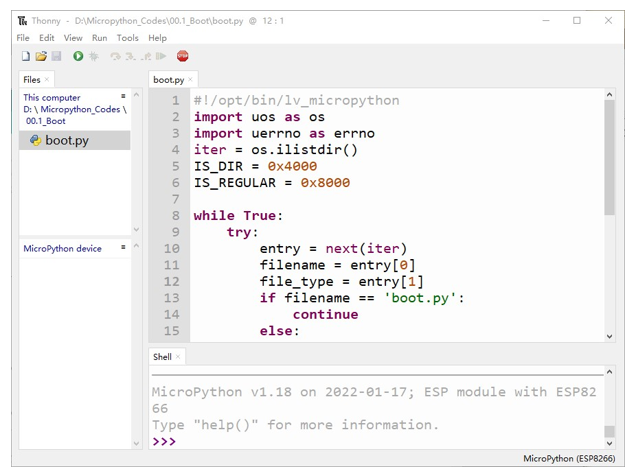 Thonny - D:\Micropython_Codes\00.1_Boot\boot.py @ 12 : 1
File Edit View Run Tools Help
STOP
Files ×
This computer
D: \ Micropython_Codes \
00.1_Boot
boot.py
MicroPython device
boot.py ×
1 #!/opt/bin/lv_micropython
2 import uos as os
3 import uerrno as errno
4 iter = os.ilistdir()
5 IS_DIR = 0x4000
6 IS_REGULAR = 0x8000
7
8 while True:
9     try:
10         entry = next(iter)
11         filename = entry[0]
12         file_type = entry[1]
13         if filename == 'boot.py':
14             continue
15         else:
Shell ×
MicroPython v1.18 on 2022-01-17; ESP module with ESP82
66
Type "help()" for more information.
>>>
MicroPython (ESP8266)